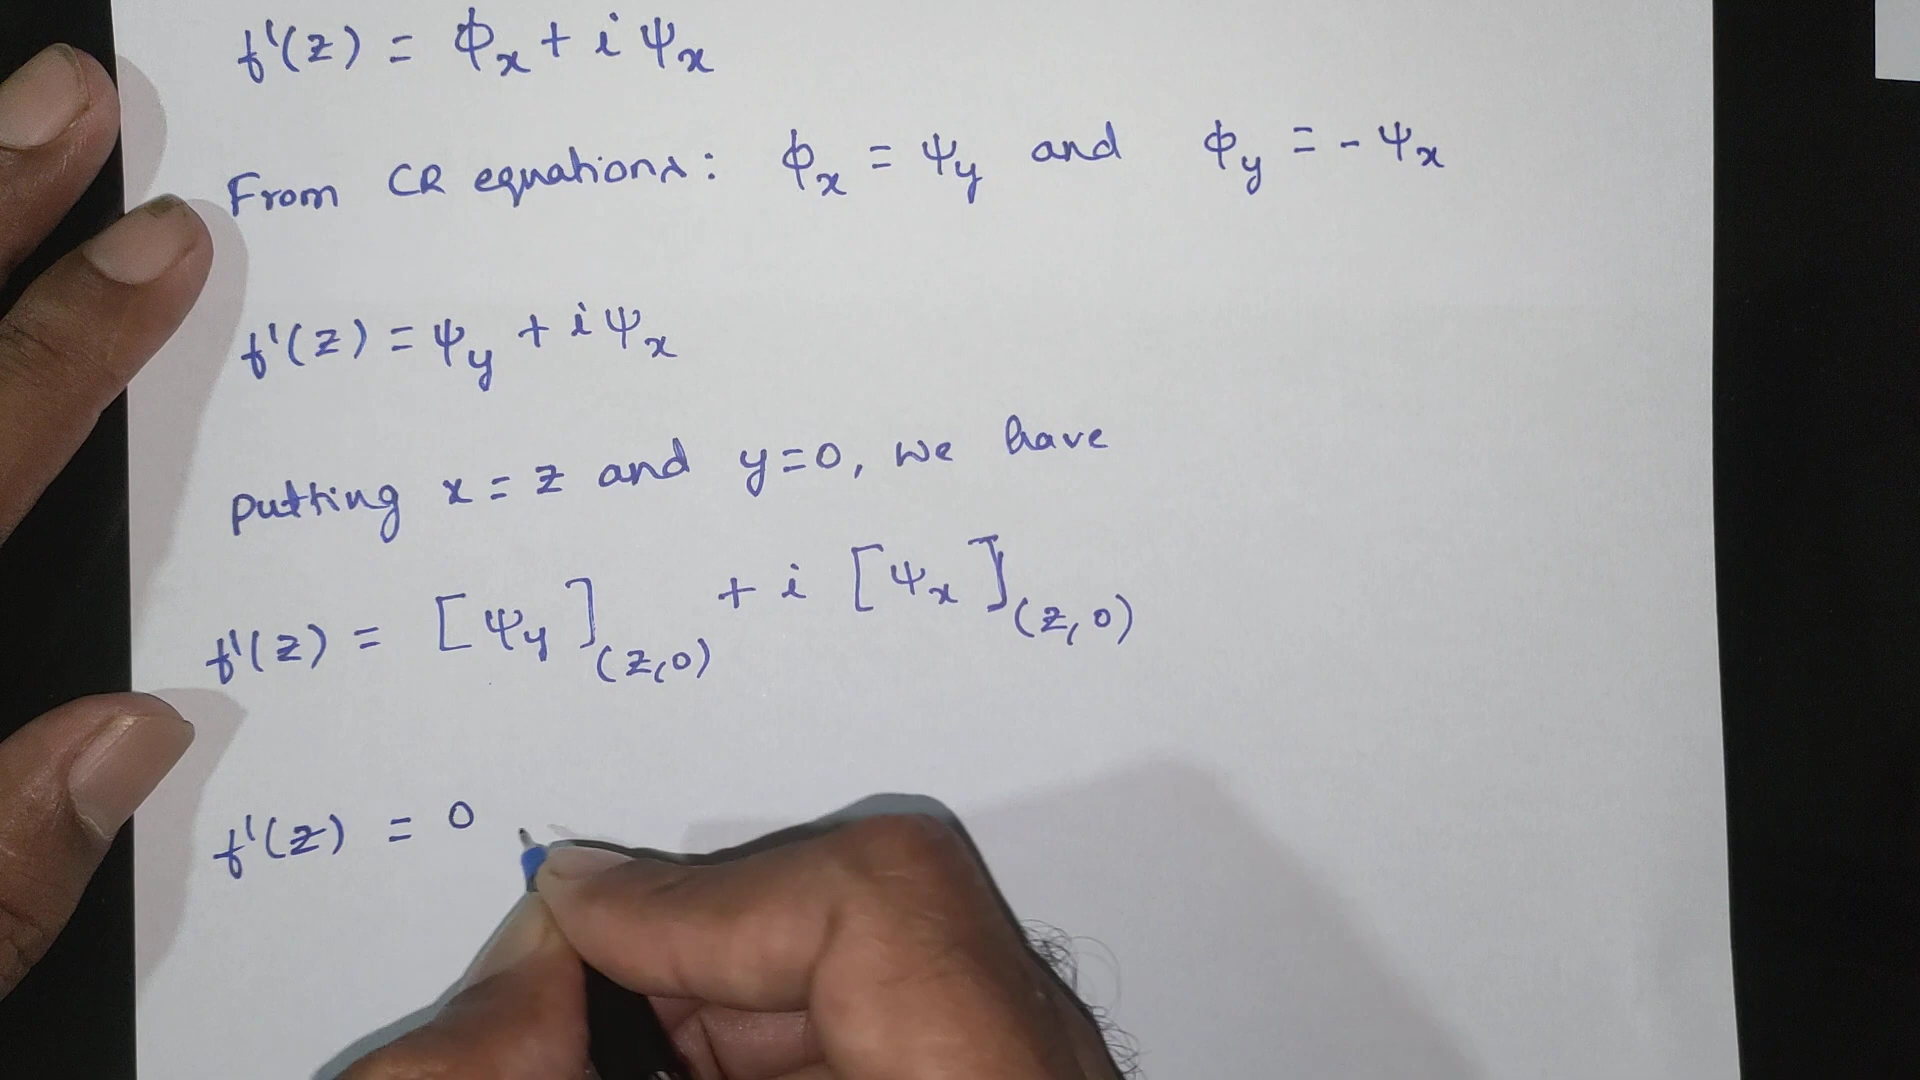 f'(z) = ϕx + i ψx
From CR equations: ϕx = ψy and ϕy = - ψx
f'(z) = ψy + i ψx
putting x = z and y=0, we have
f'(z) = [ψy](z,0) + i [ψx](z,0)
f'(z) = 0